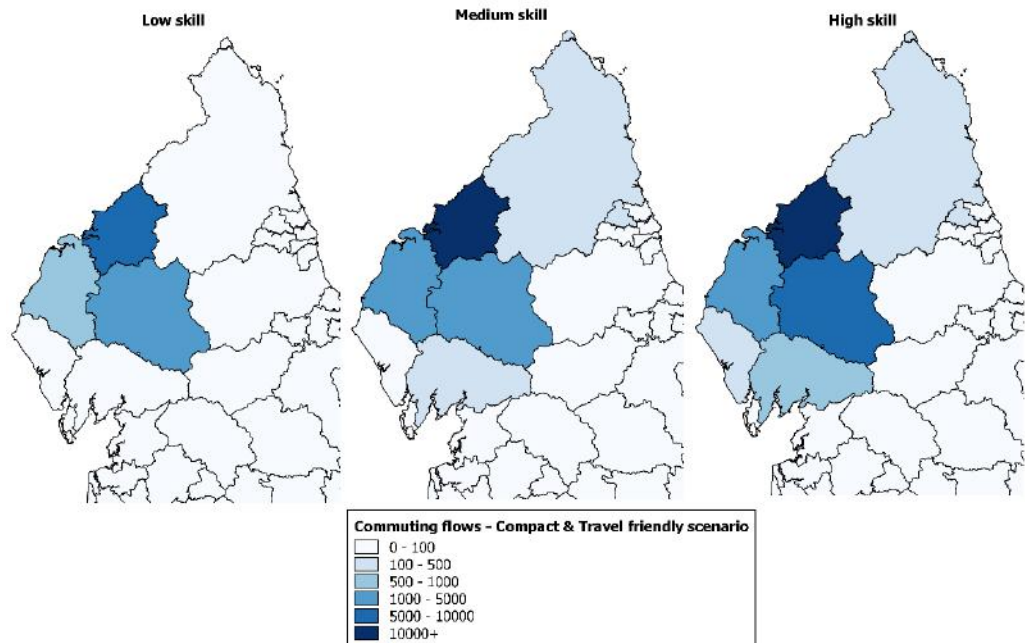 Low skill
Medium skill
High skill
Commuting flows - Compact & Travel friendly scenario
0 - 100
100 - 500
500 - 1000
1000 - 5000
5000 - 10000
10000+